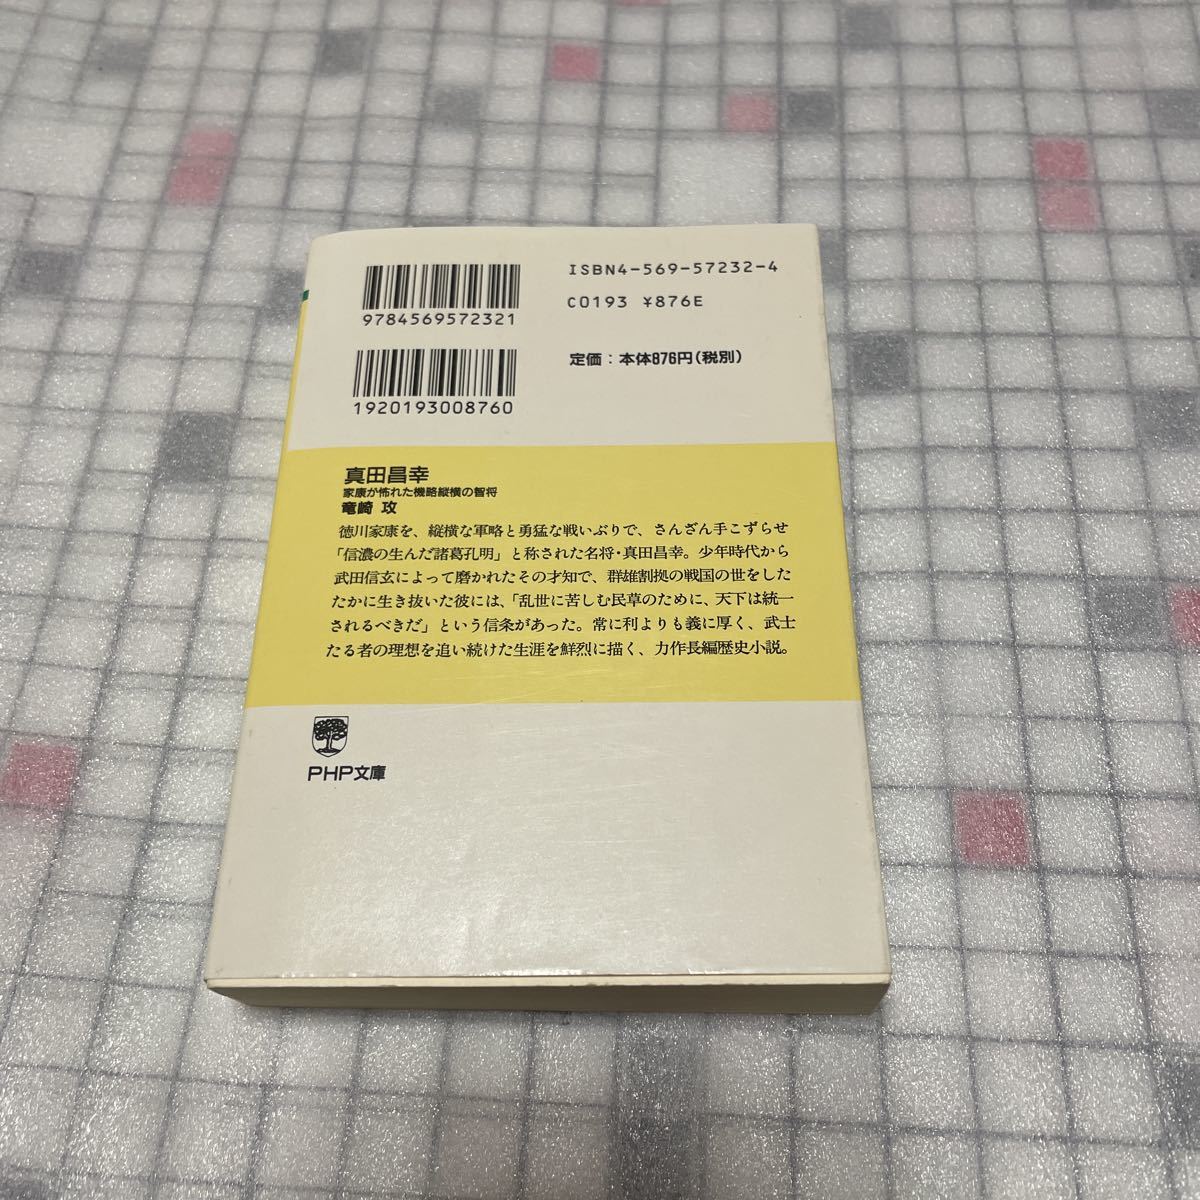 ISBN4-569-57232-4
9784569572321
C0193 ¥876E
1920193008760
定価：本体876円(税別)
真田昌幸
家康が怖れた機略縦横の智将
竜崎 攻
徳川家康を、縦横な軍略と勇猛な戦いぶりで、さんざん手こずらせ
「信濃の生んだ諸葛孔明」と称された名将・真田昌幸。少年時代から
武田信玄によって磨かれたその才知で、群雄割拠の戦国の世をした
たかに生き抜いた彼には、「乱世に苦しむ民草のために、天下は統一
されるべきだ」という信条があった。常に利よりも義に厚く、武士
たる者の理想を追い続けた生涯を鮮烈に描く、力作長編歴史小説。
PHP文庫